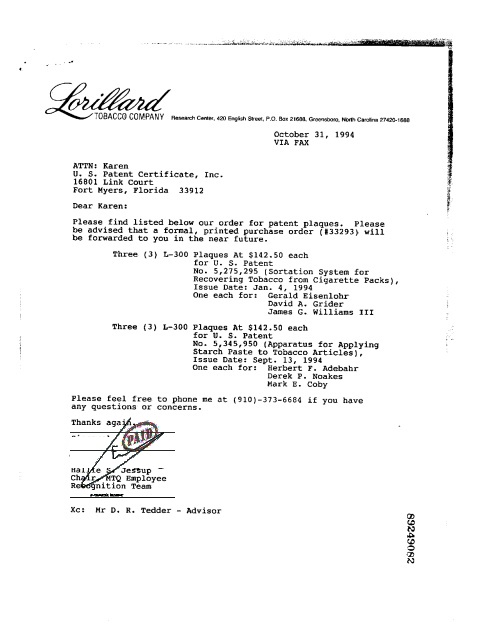 Lorillard
TOBACCO COMPANY Research Center, 420 English Street, P.O. Box 21688, Greensboro, North Carolina 27420-1688
October 31, 1994
VIA FAX
ATTN: Karen
U. S. Patent Certificate, Inc.
16801 Link Court
Fort Myers, Florida 33912
Dear Karen:
Please find listed below our order for patent plaques. Please
be advised that a formal, printed purchase order (#33293) will
be forwarded to you in the near future.
Three (3) L-300 Plaques At $142.50 each
for U. S. Patent
No. 5,275,295 (Sortation System for
Recovering Tobacco from Cigarette Packs),
Issue Date: Jan. 4, 1994
One each for: Gerald Eisenlohr
David A. Grider
James G. Williams III
Three (3) L-300 Plaques At $142.50 each
for U. S. Patent
No. 5,345,950 (Apparatus for Applying
Starch Paste to Tobacco Articles),
Issue Date: Sept. 13, 1994
One each for: Herbert F. Adebahr
Derek P. Noakes
Mark E. Coby
Please feel free to phone me at (910)-373-6684 if you have
any questions or concerns.
Thanks again,
PAID
Hallie S. Jessup
Chair, MTQ Employee
Recognition Team
Xc: Mr D. R. Tedder - Advisor
89249082